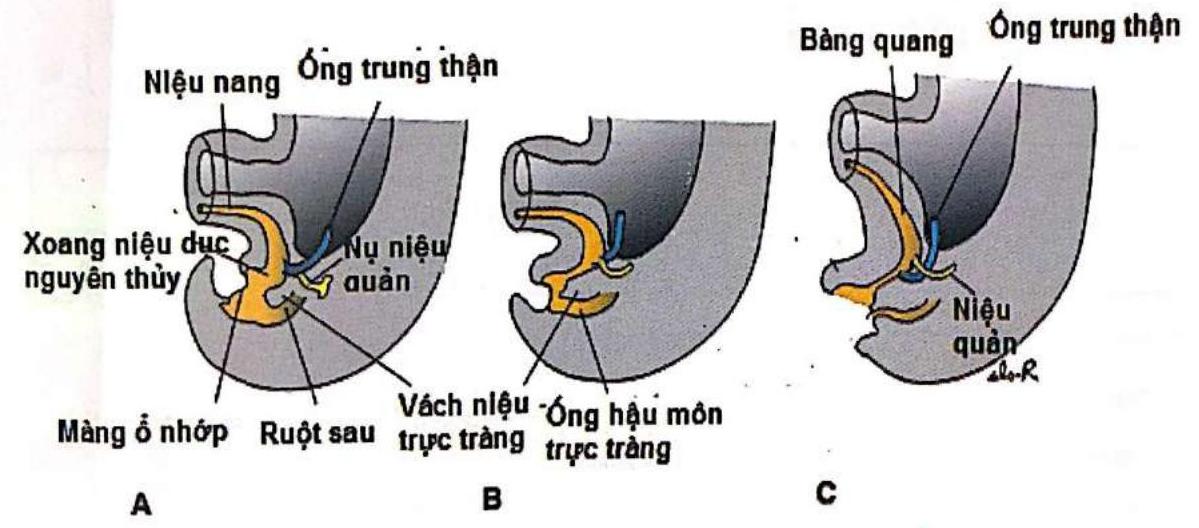 Niệu nang
Ống trung thận
Xoang niệu dục
nguyên thủy
Nụ niệu
quản
Màng ổ nhớp
Ruột sau
Vách niệu -
trực tràng
Ống hậu môn
trực tràng
Bàng quang
Ống trung thận
Niệu
quản
A
B
C